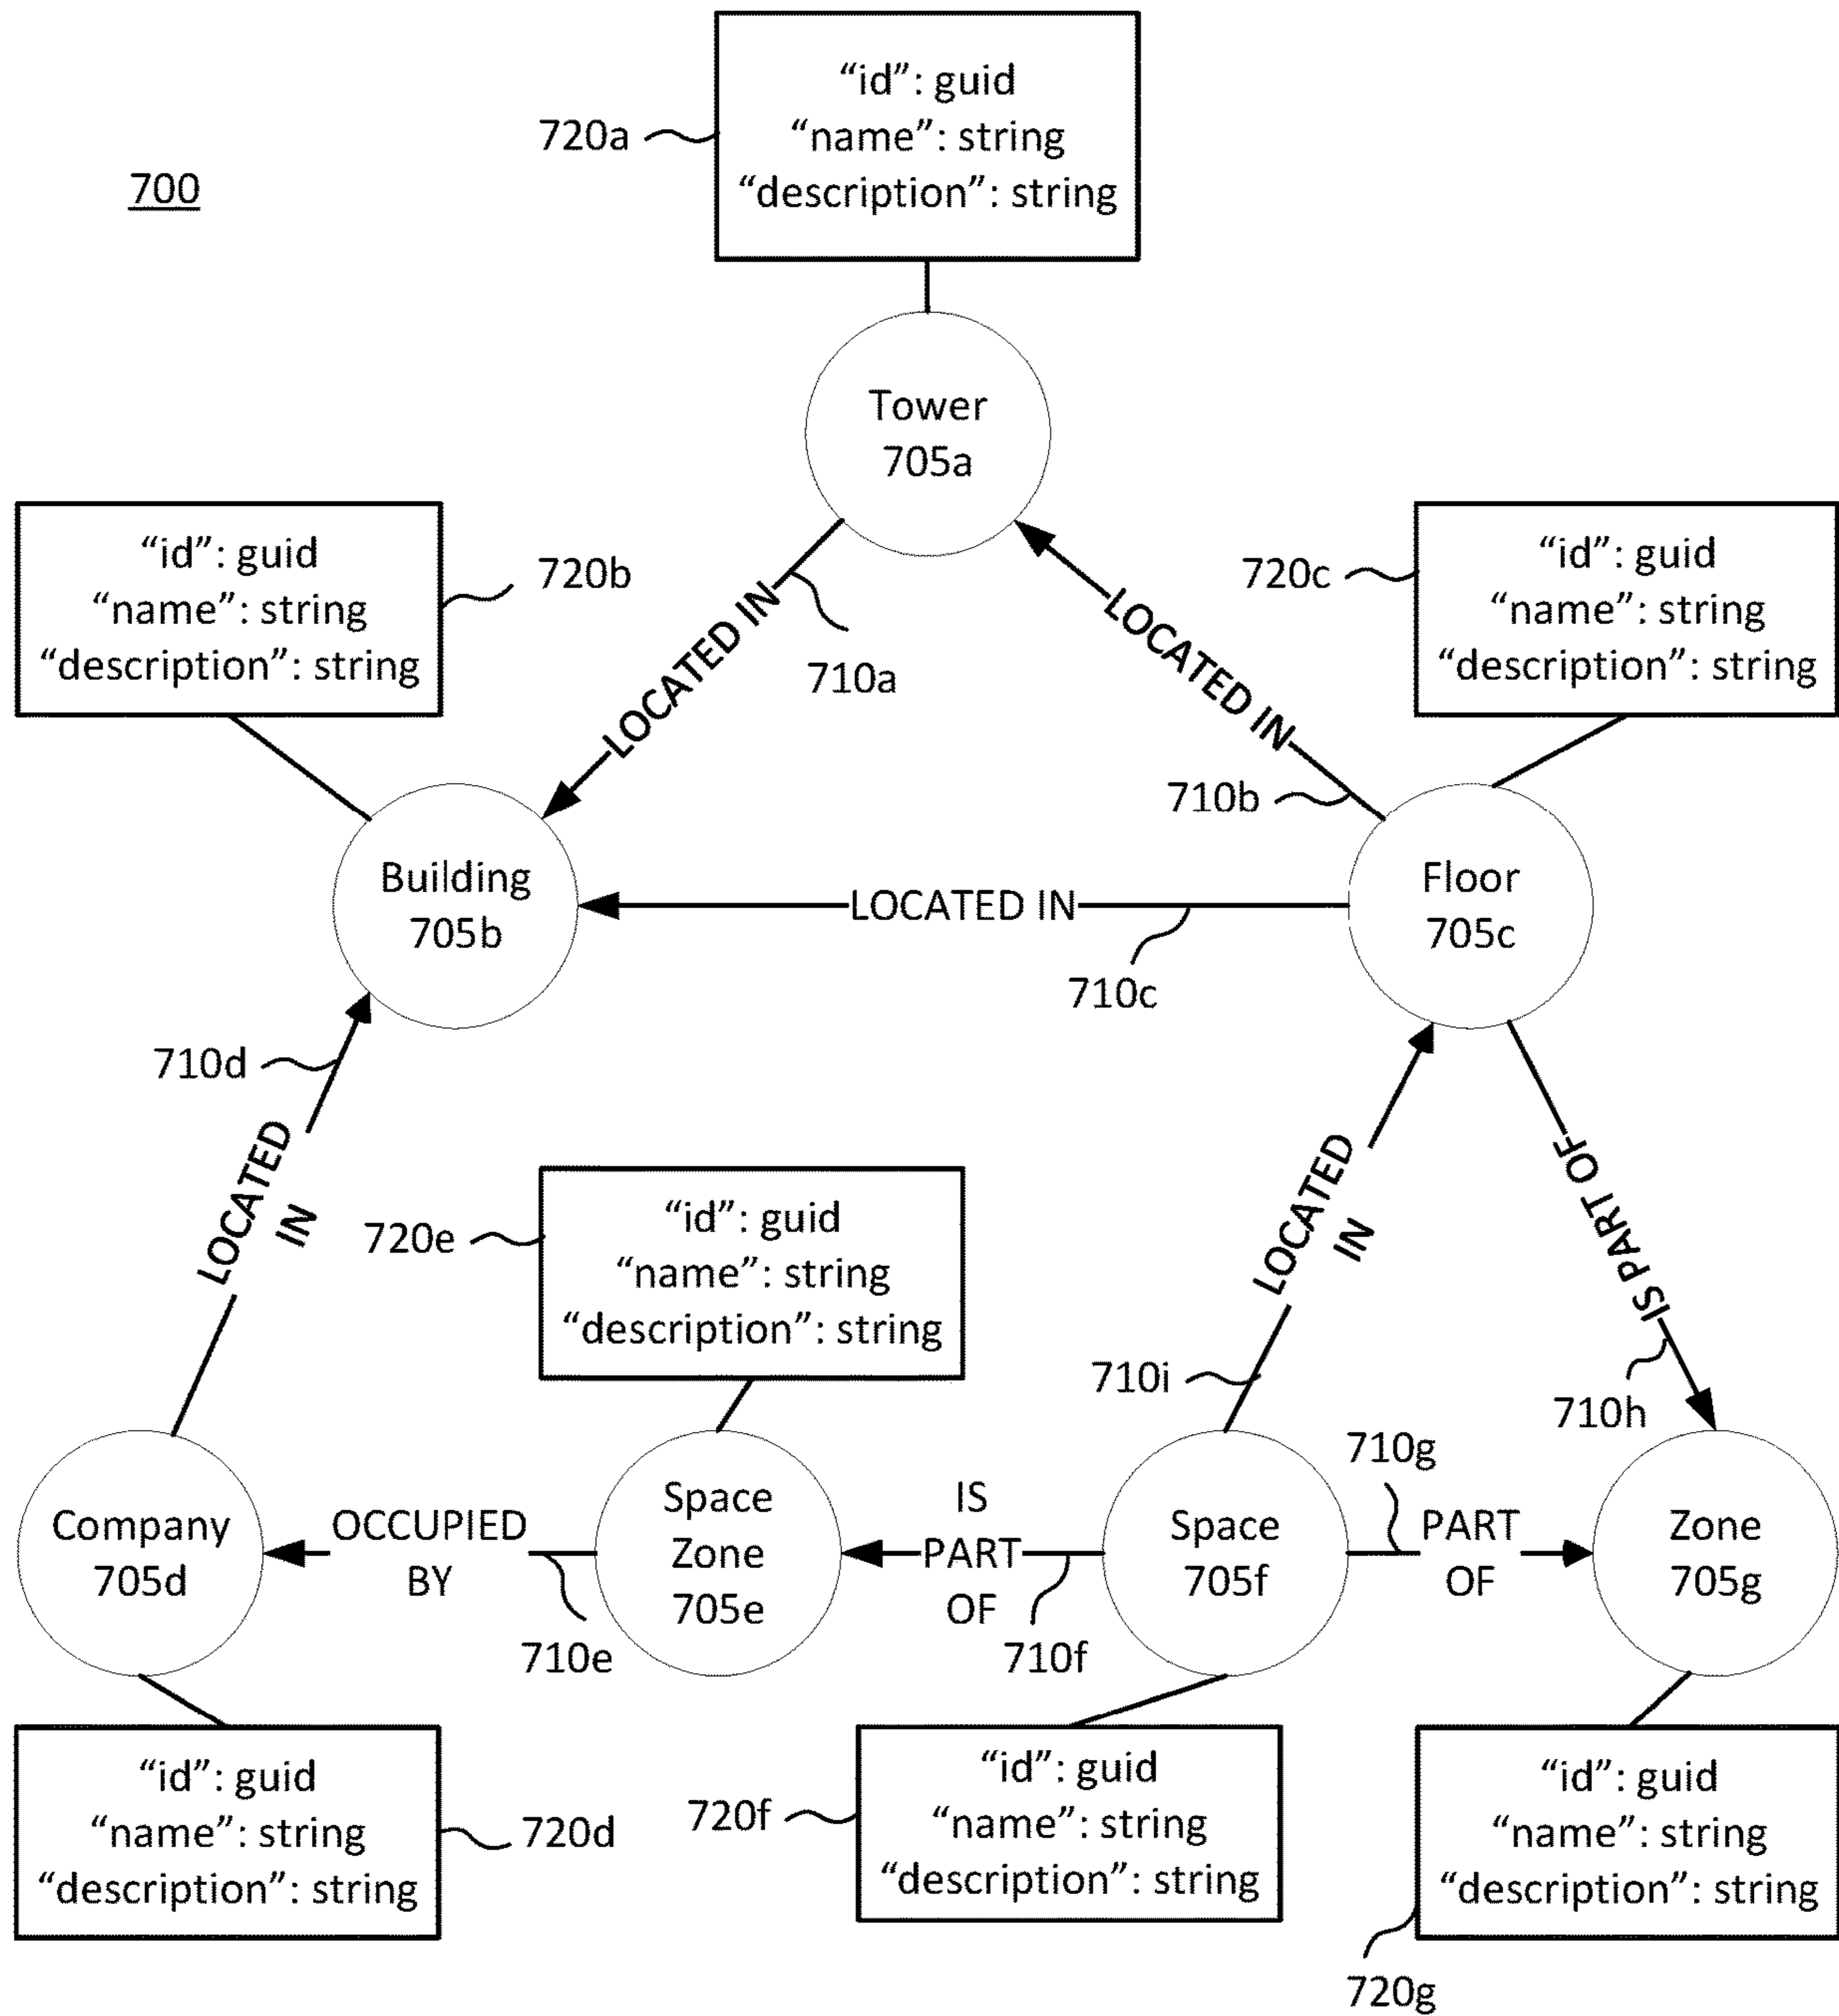 700
720a
“id”: guid
“name”: string
“description”: string
Tower
705a
“id”: guid
“name”: string
“description”: string
720b
720c
“id”: guid
“name”: string
“description”: string
LOCATED IN
710a
LOCATED IN
710b
Building
705b
LOCATED IN
710c
Floor
705c
710d
LOCATED
IN
720e
“id”: guid
“name”: string
“description”: string
LOCATED
IN
710i
IS PART OF
710h
Company
705d
OCCUPIED
BY
710e
Space
Zone
705e
IS
PART
OF
710f
Space
705f
710g
PART
OF
Zone
705g
“id”: guid
“name”: string
“description”: string
720d
720f
“id”: guid
“name”: string
“description”: string
“id”: guid
“name”: string
“description”: string
720g